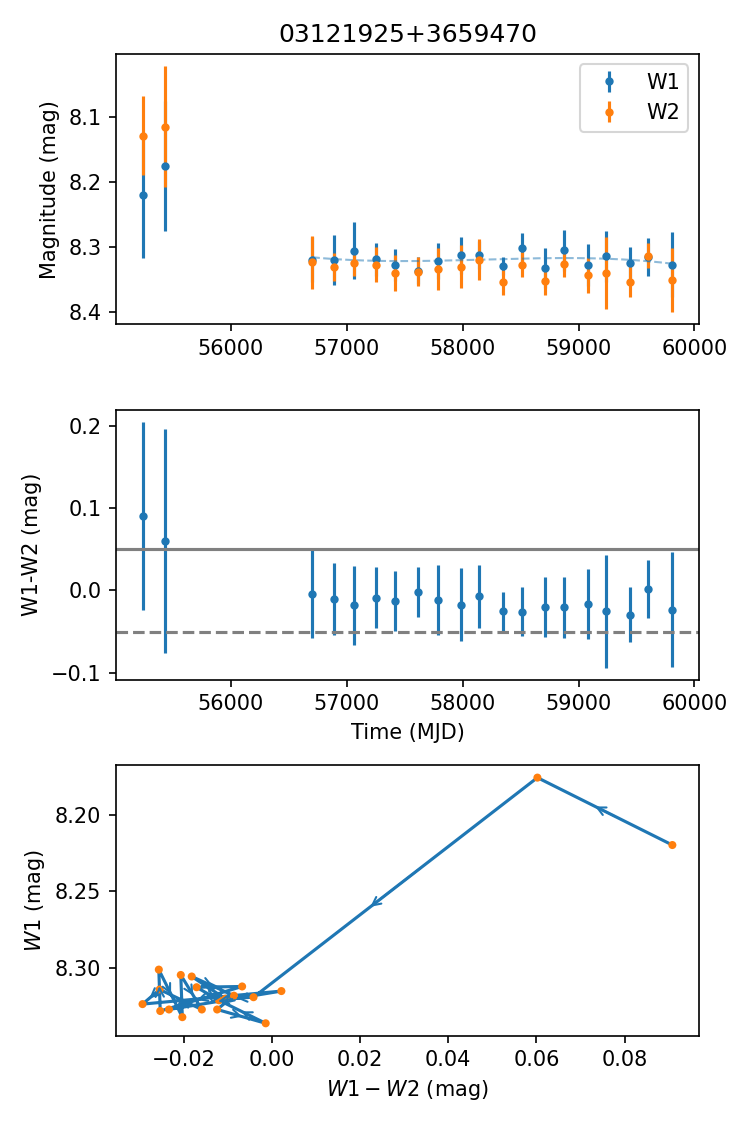 03121925+3659470
W1
W2
Magnitude (mag)
8.1
8.2
8.3
8.4
56000 57000 58000 59000 60000
W1-W2 (mag)
0.2
0.1
0.0
−0.1
56000 57000 58000 59000 60000
Time (MJD)
W1 (mag)
8.20
8.25
8.30
−0.02 0.00 0.02 0.04 0.06 0.08
W1 − W2 (mag)